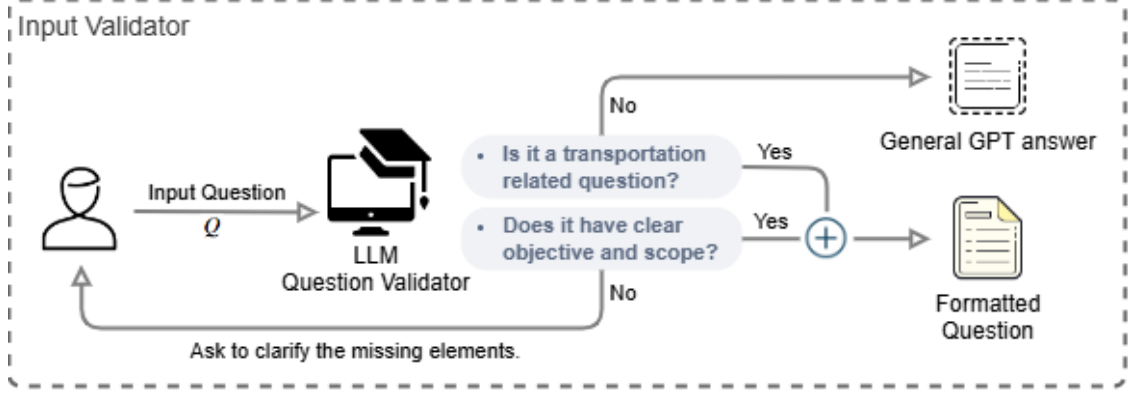 Input Validator
No
General GPT answer
• Is it a transportation
related question?
Yes
Input Question
Q
• Does it have clear
objective and scope?
Yes
LLM
Question Validator
No
Formatted
Question
Ask to clarify the missing elements.